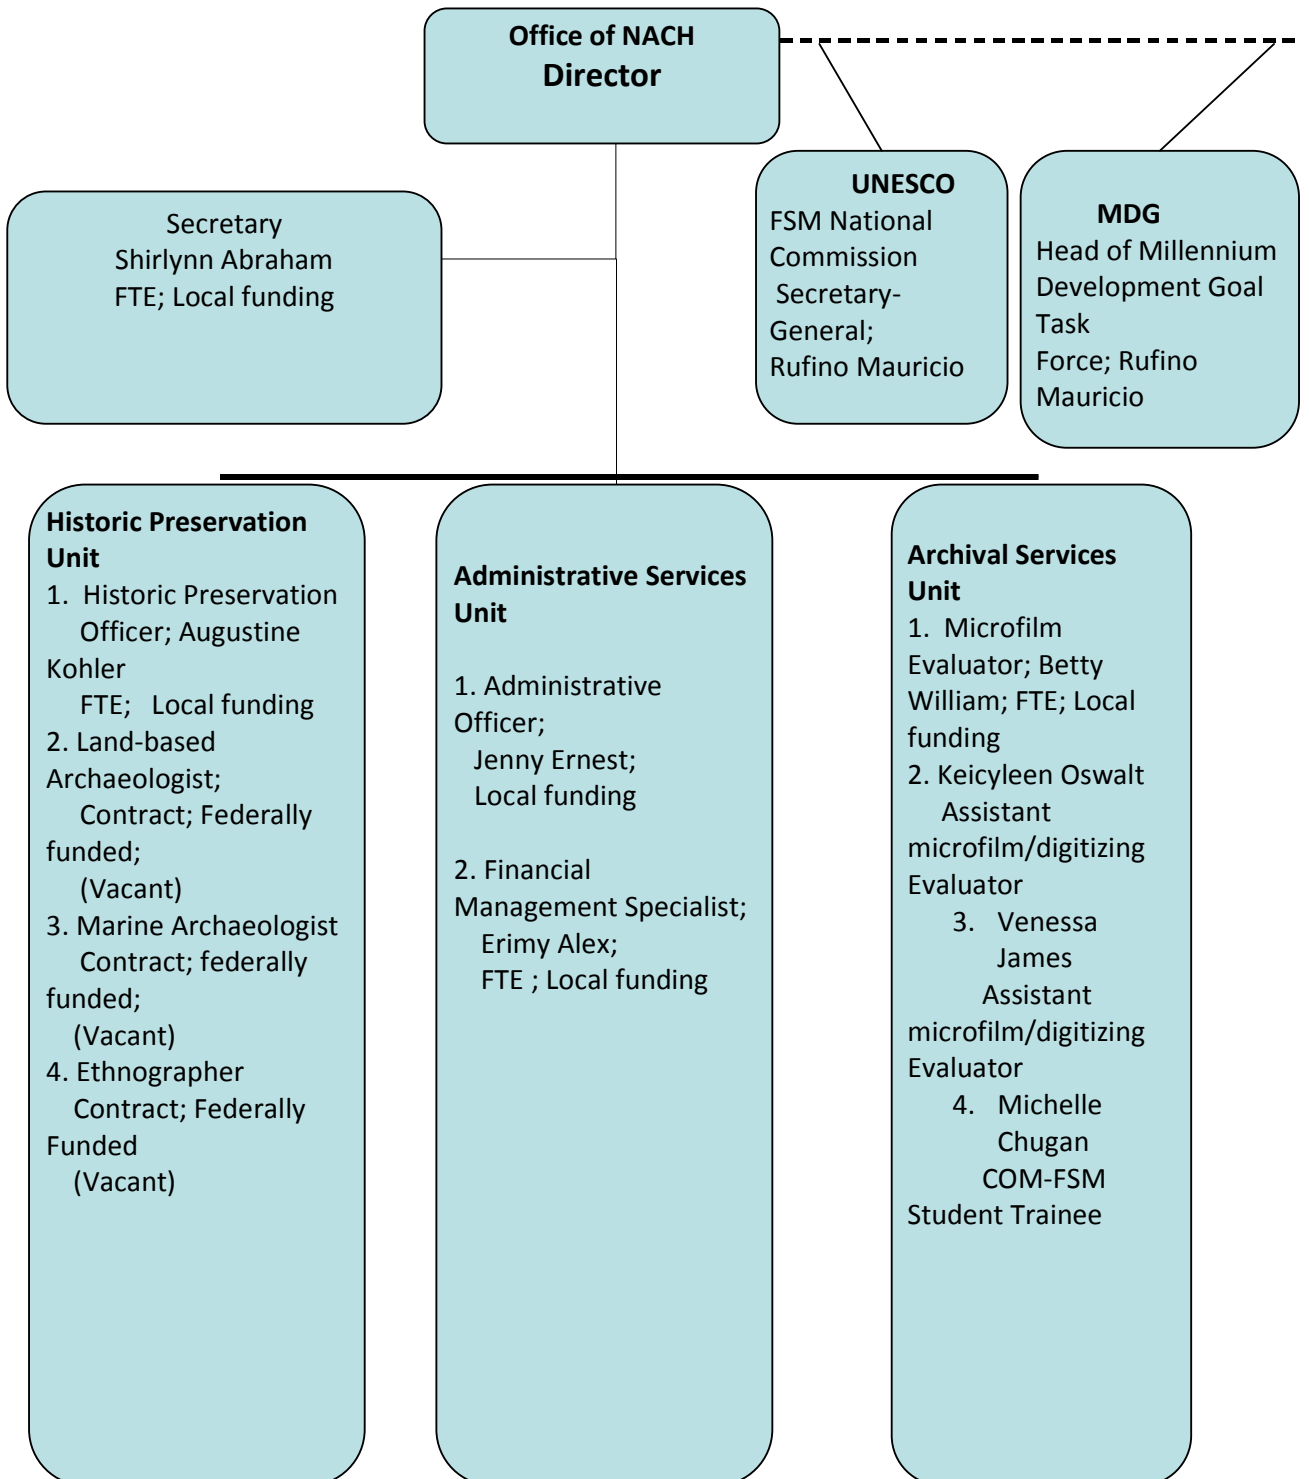 Office of NACH
Director
UNESCO
FSM National
Commission
Secretary-
General;
Rufino Mauricio
MDG
Head of Millennium
Development Goal
Task
Force; Rufino
Mauricio
Secretary
Shirlynn Abraham
FTE; Local funding
Historic Preservation
Unit
1. Historic Preservation
Officer; Augustine
Kohler
FTE; Local funding
2. Land-based
Archaeologist;
Contract; Federally
funded;
(Vacant)
3. Marine Archaeologist
Contract; federally
funded;
(Vacant)
4. Ethnographer
Contract; Federally
Funded
(Vacant)
Administrative Services
Unit
1. Administrative
Officer;
Jenny Ernest;
Local funding
2. Financial
Management Specialist;
Erimy Alex;
FTE ; Local funding
Archival Services
Unit
1. Microfilm
Evaluator; Betty
William; FTE; Local
funding
2. Keicyleen Oswalt
Assistant
microfilm/digitizing
Evaluator
3. Venessa
James
Assistant
microfilm/digitizing
Evaluator
4. Michelle
Chugan
COM-FSM
Student Trainee